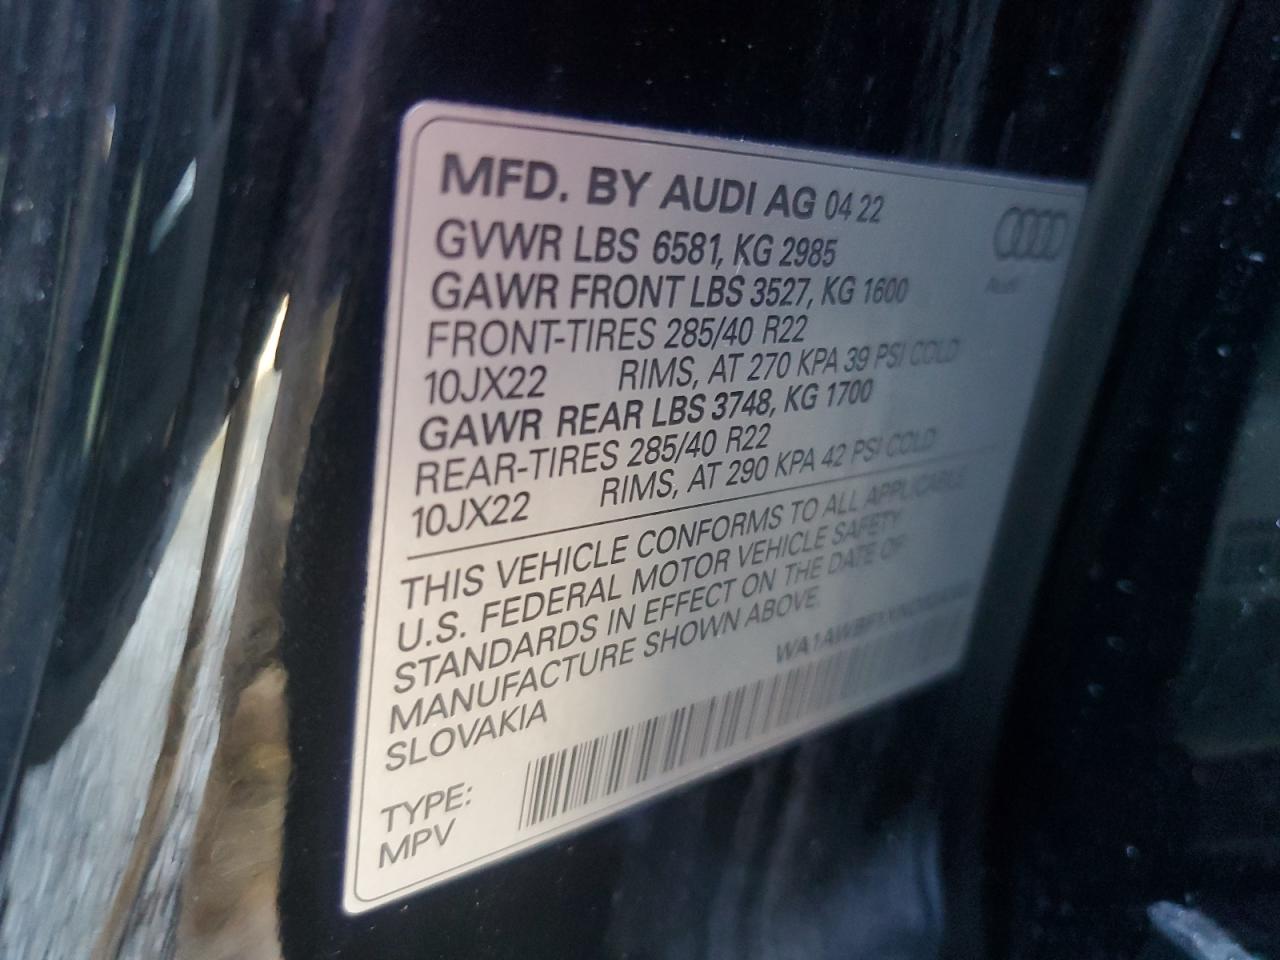 MFD. BY AUDI AG 04 22
GVWR LBS 6581, KG 2985
GAWR FRONT LBS 3527, KG 1600
FRONT-TIRES 285/40 R22
10JX22 RIMS, AT 270 KPA 39 PSI COLD
GAWR REAR LBS 3748, KG 1700
REAR-TIRES 285/40 R22
10JX22 RIMS, AT 290 KPA 42 PSI COLD
THIS VEHICLE CONFORMS TO ALL APPLICABLE
U.S. FEDERAL MOTOR VEHICLE SAFETY
STANDARDS IN EFFECT ON THE DATE OF
MANUFACTURE SHOWN ABOVE.
SLOVAKIA
TYPE:
MPV
Audi